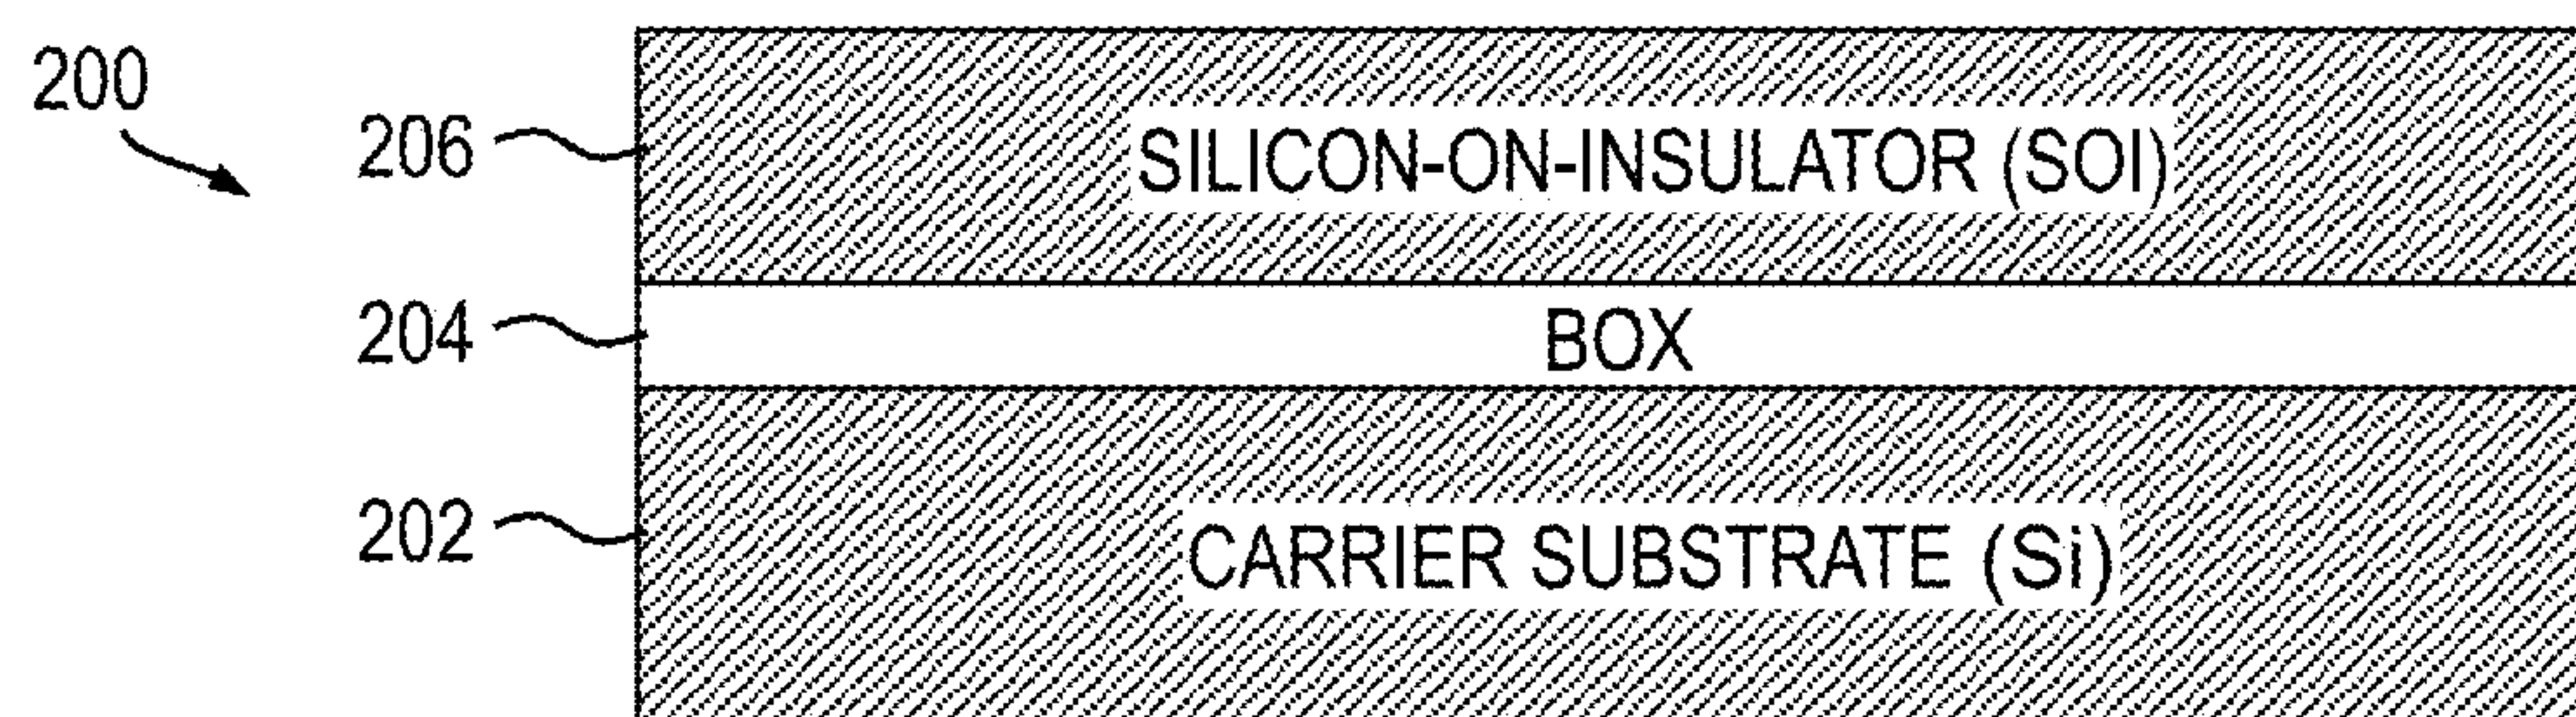 200
206
SILICON-ON-INSULATOR (SOI)
204
BOX
202
CARRIER SUBSTRATE (Si)